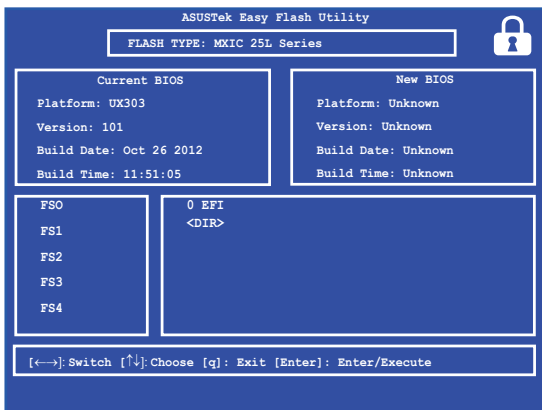 ASUSTek Easy Flash Utility
FLASH TYPE: MXIC 25L Series
Current BIOS
Platform: UX303
Version: 101
Build Date: Oct 26 2012
Build Time: 11:51:05
New BIOS
Platform: Unknown
Version: Unknown
Build Date: Unknown
Build Time: Unknown
FSO
FS1
FS2
FS3
FS4
0 EFI
<DIR>
[←→]: Switch [↑↓]: Choose [q]: Exit [Enter]: Enter/Execute